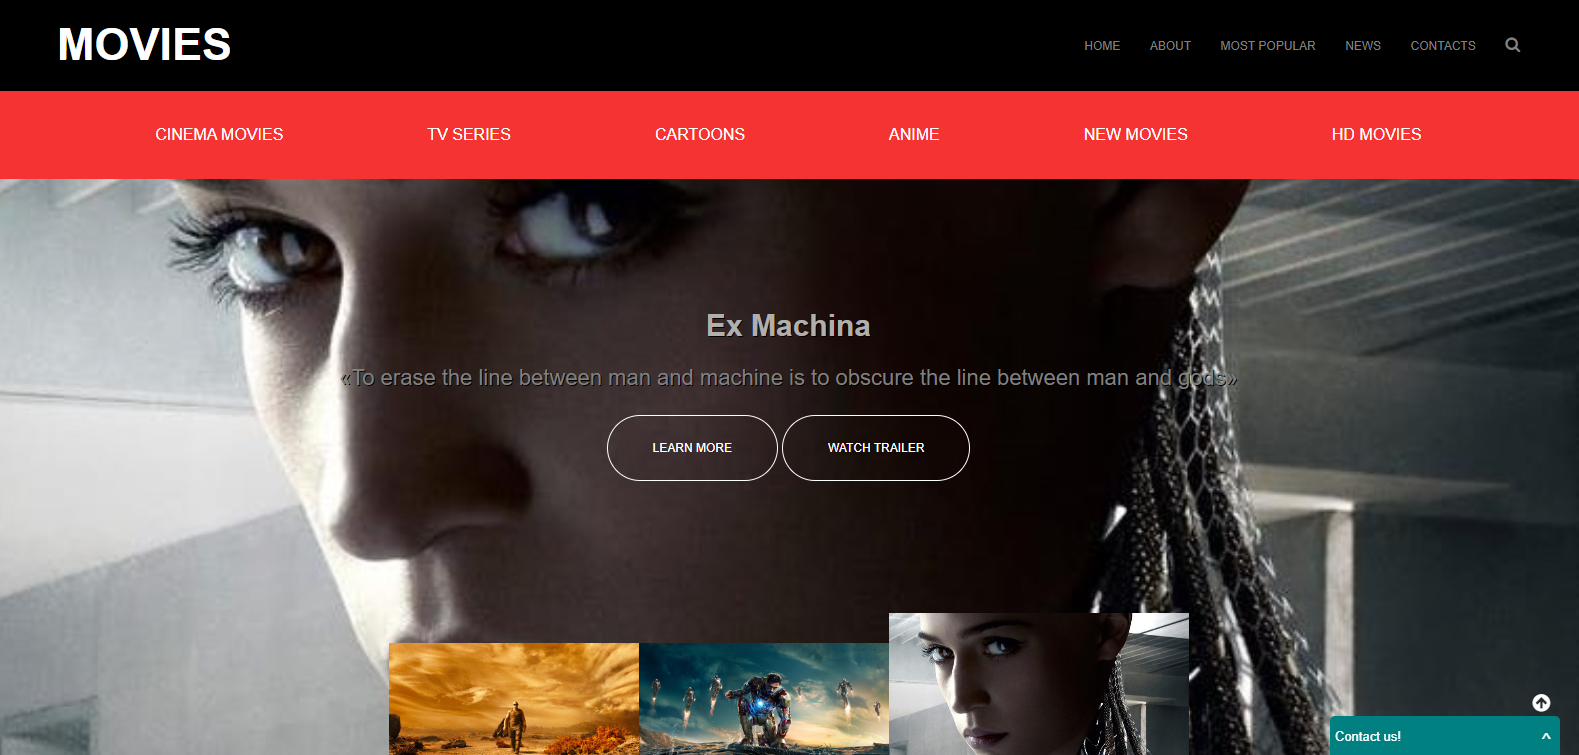 MOVIES
HOME ABOUT MOST POPULAR NEWS CONTACTS
CINEMA MOVIES TV SERIES CARTOONS ANIME NEW MOVIES HD MOVIES
Ex Machina
«To erase the line between man and machine is to obscure the line between man and gods»
LEARN MORE WATCH TRAILER
Contact us!